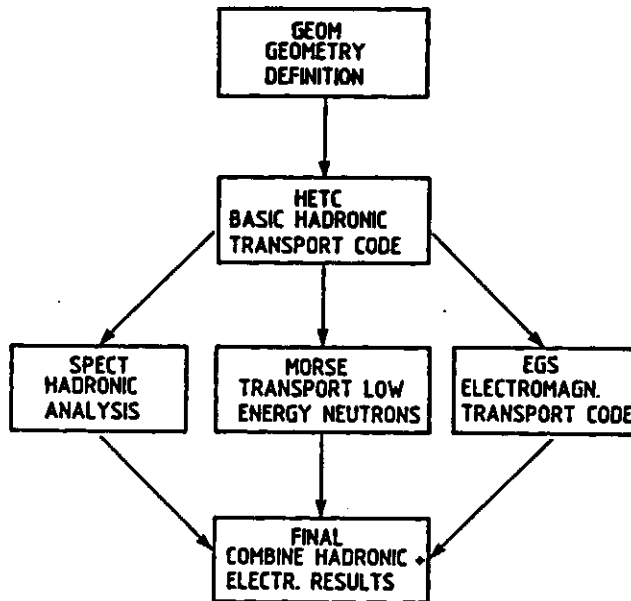 GEOM
GEOMETRY
DEFINITION
HETC
BASIC HADRONIC
TRANSPORT CODE
SPECT
HADRONIC
ANALYSIS
MORSE
TRANSPORT LOW
ENERGY NEUTRONS
EGS
ELECTROMAGN.
TRANSPORT CODE
FINAL
COMBINE HADRONIC +
ELECTR. RESULTS